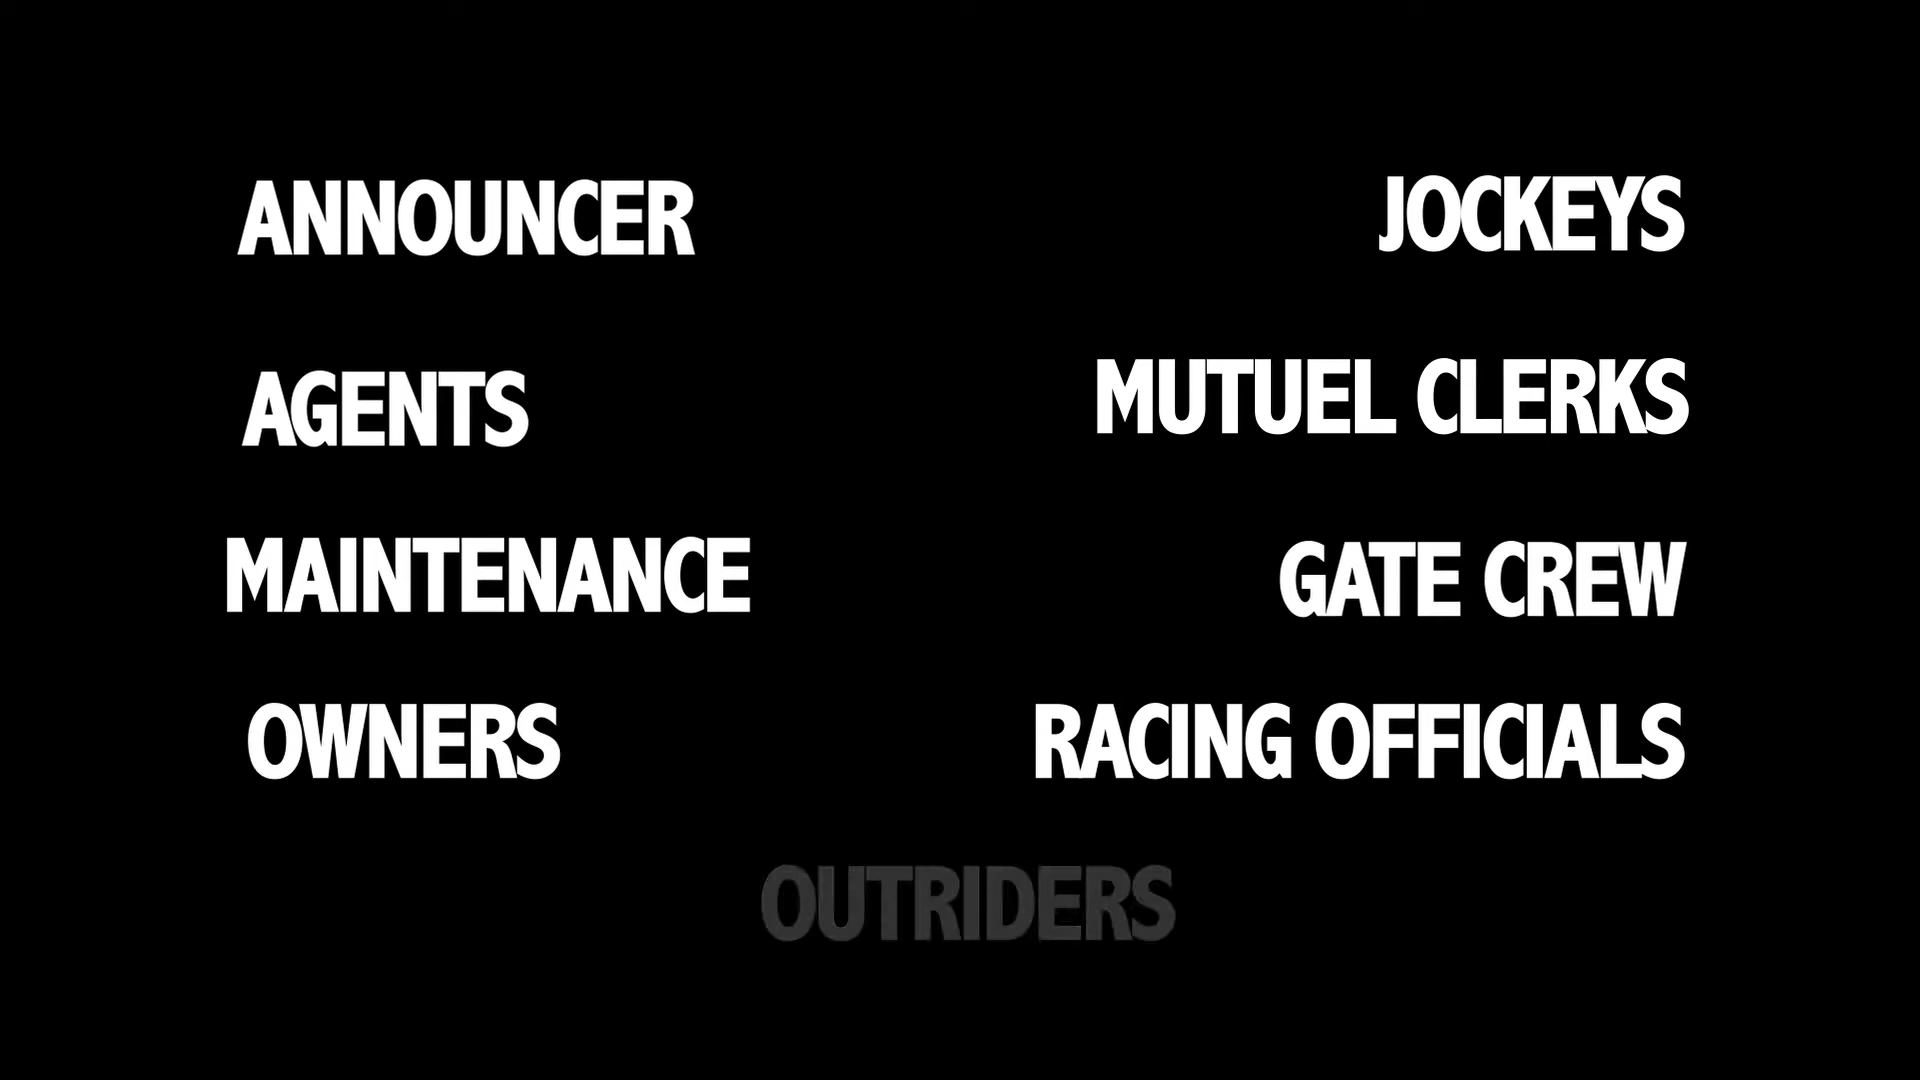 ANNOUNCER
JOCKEYS
AGENTS
MUTUEL CLERKS
MAINTENANCE
GATE CREW
OWNERS
RACING OFFICIALS
OUTRIDERS